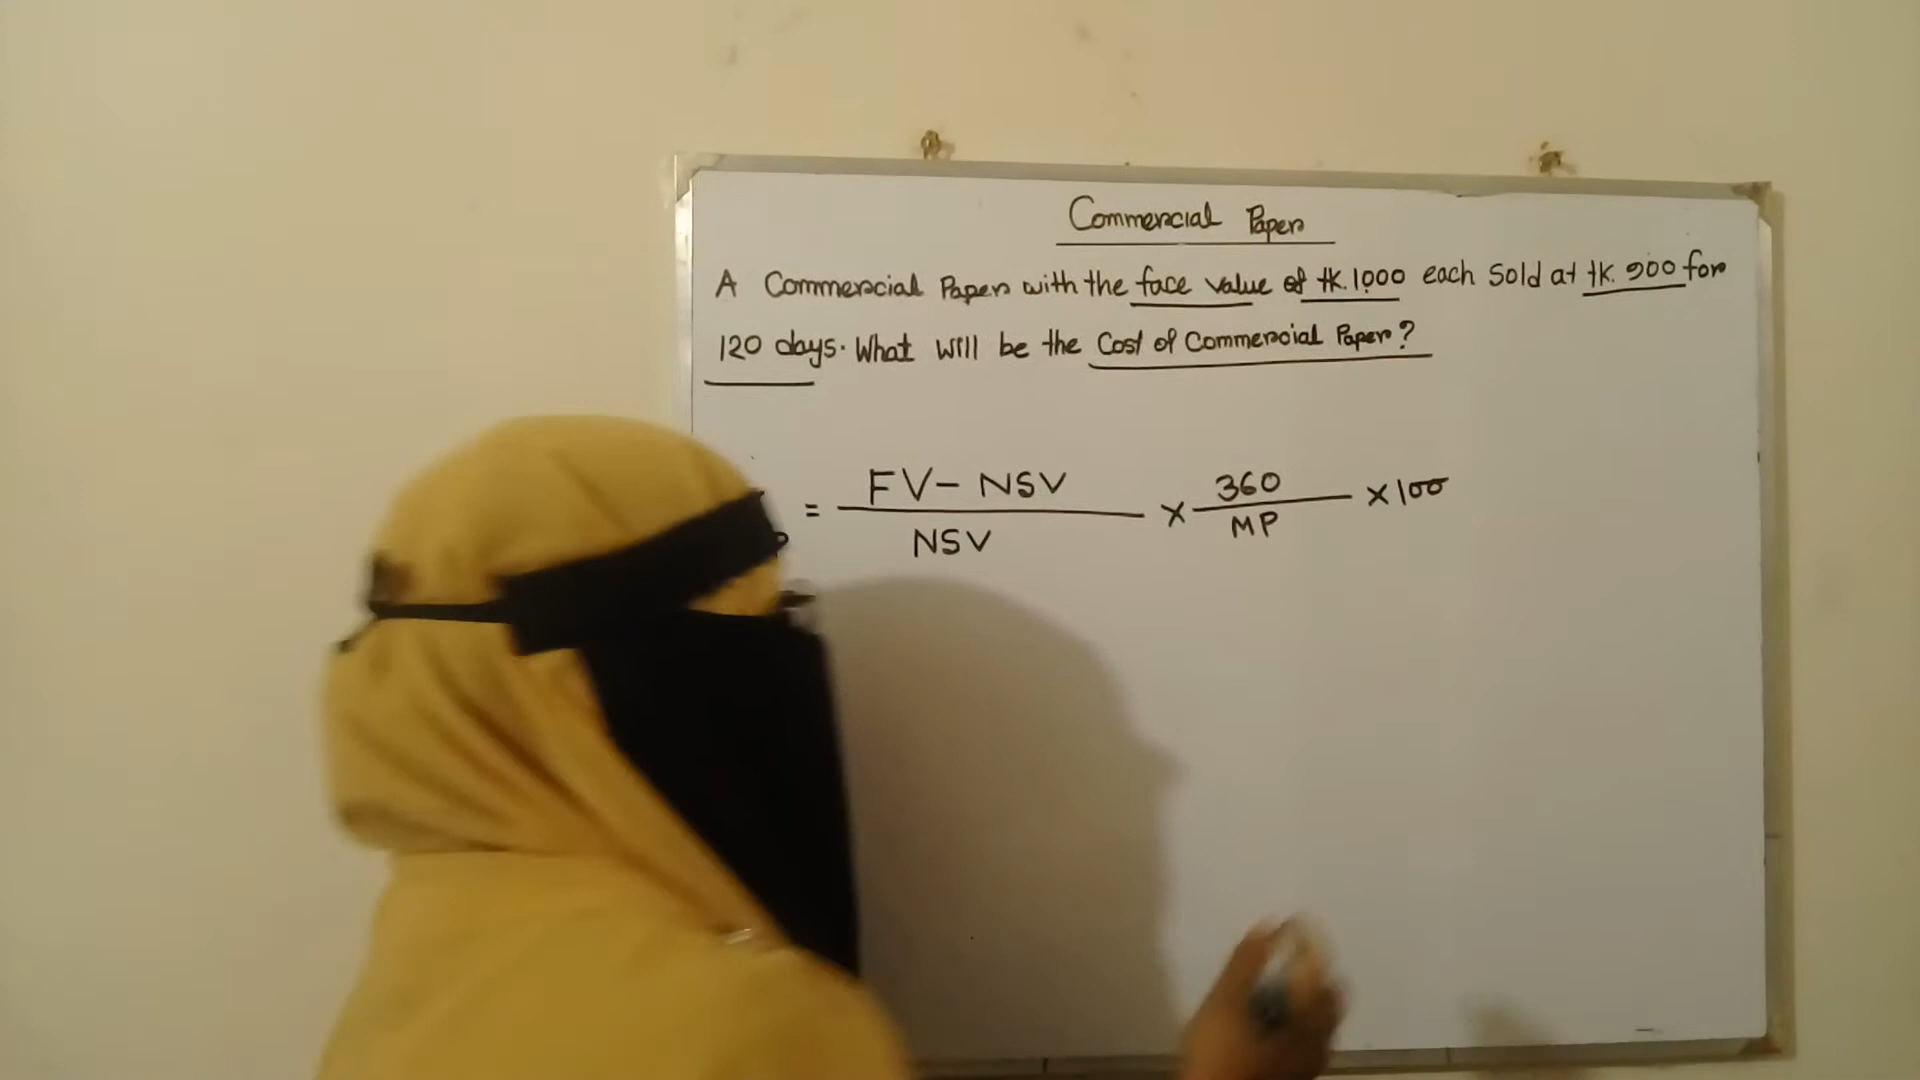 Commercial Paper
A Commercial Paper with the face value of tk. 1000 each Sold at tk. 900 for
120 days. What will be the Cost of Commercial Paper?
= FV - NSV / NSV × 360 / MP × 100